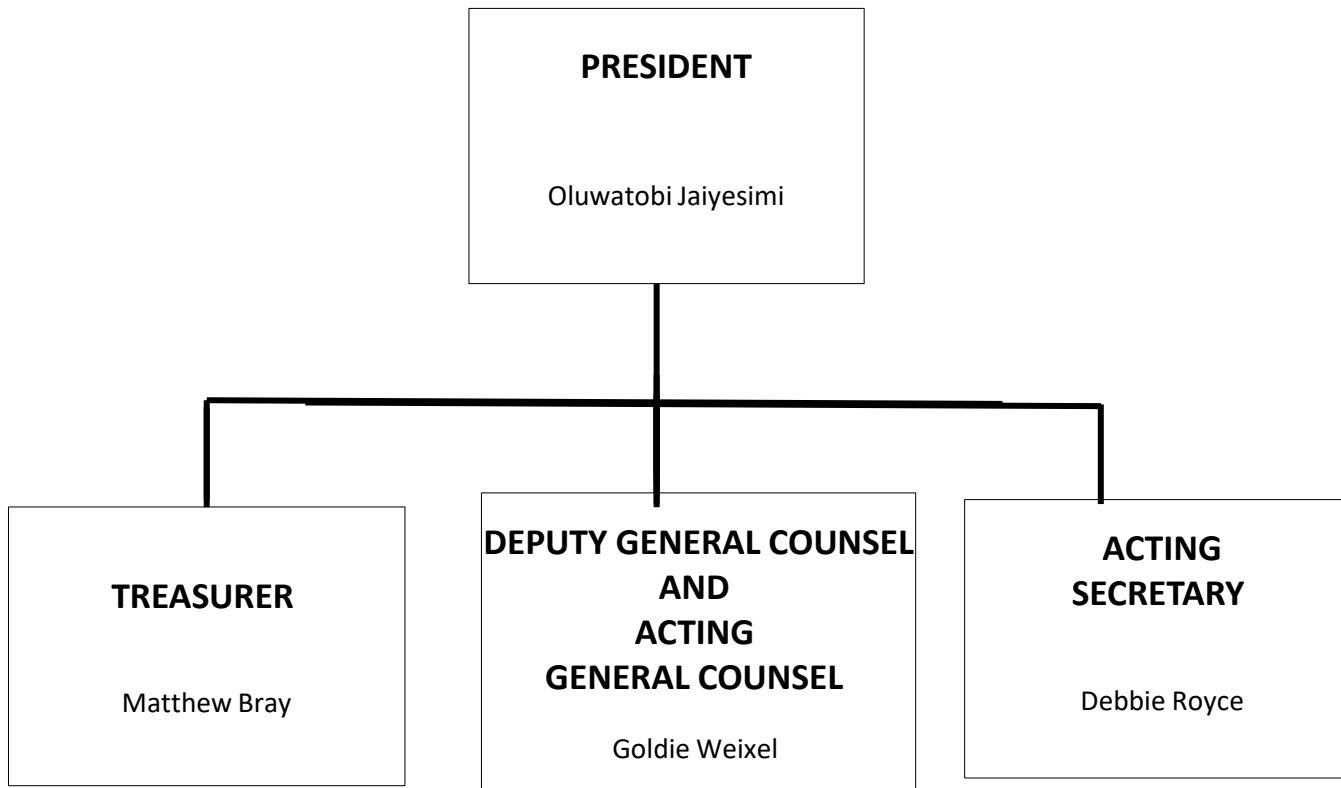 PRESIDENT
Oluwatobi Jaiyesimi
TREASURER
Matthew Bray
DEPUTY GENERAL COUNSEL
AND
ACTING
GENERAL COUNSEL
Goldie Weixel
ACTING
SECRETARY
Debbie Royce